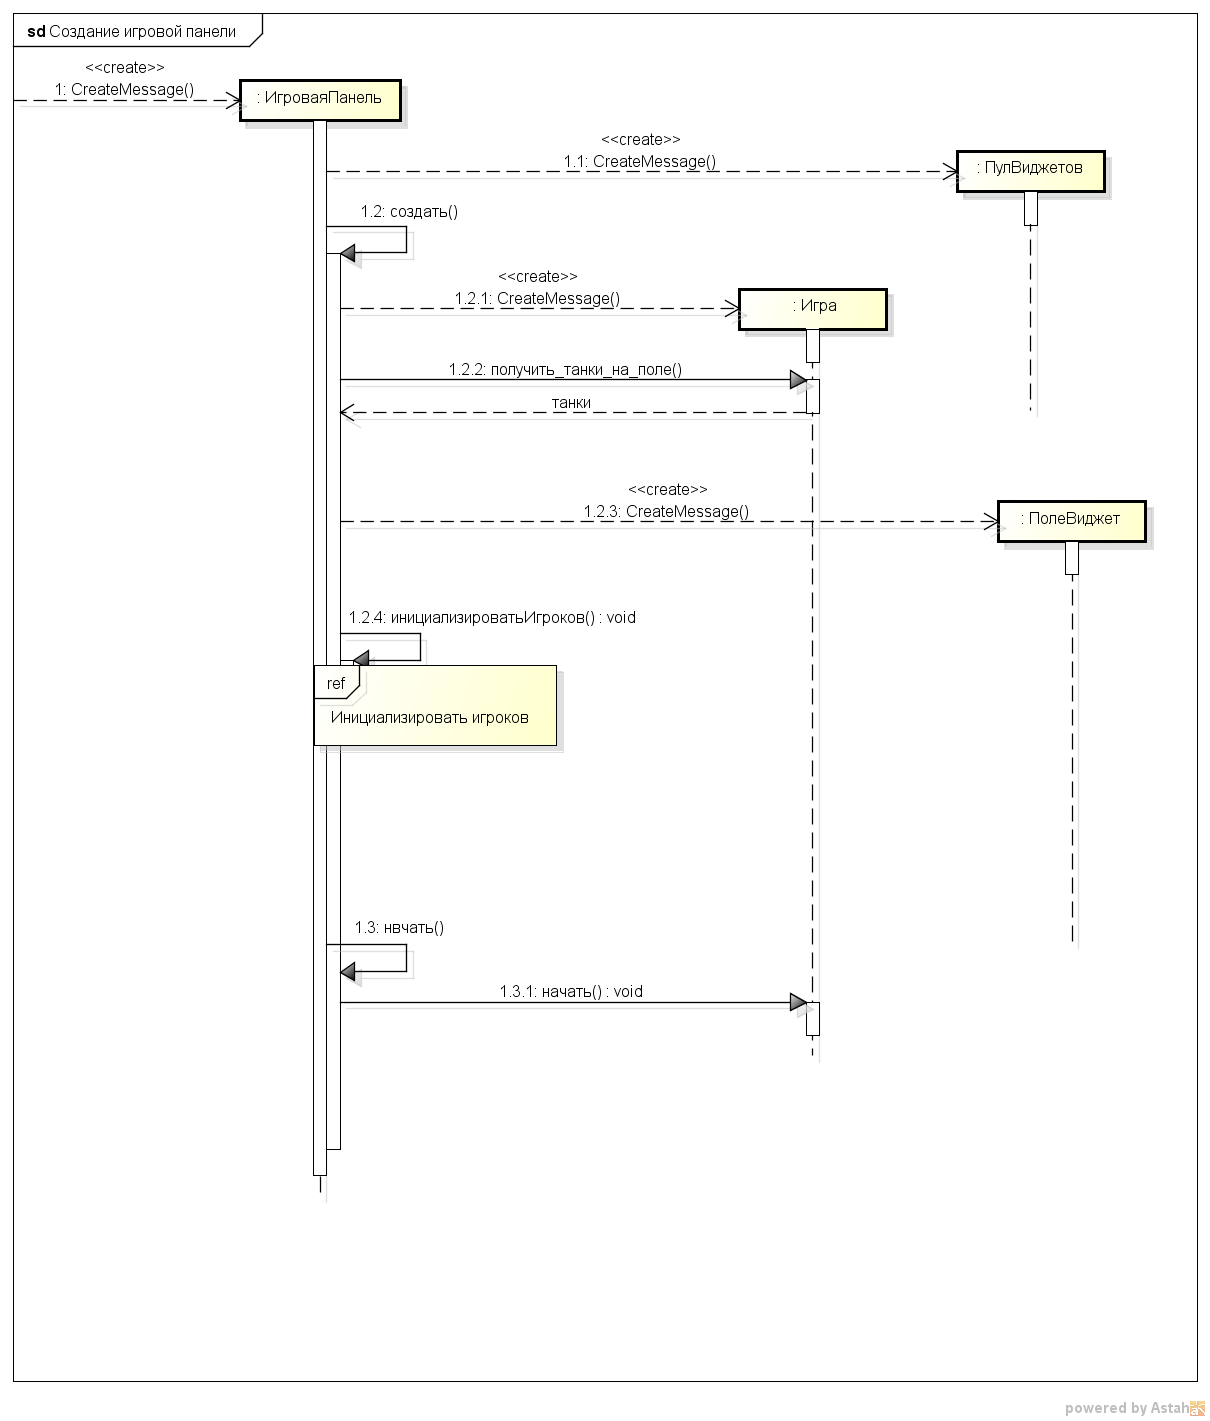 sd Создание игровой панели
<<create>>
1: CreateMessage()
: ИгроваяПанель
<<create>>
1.1: CreateMessage()
: ПулВиджетов
1.2: создать()
<<create>>
1.2.1: CreateMessage()
: Игра
1.2.2: получить_танки_на_поле()
танки
<<create>>
1.2.3: CreateMessage()
: ПолеВиджет
1.2.4: инициализироватьИгроков() : void
ref
Инициализировать игроков
1.3: нвчать()
1.3.1: начать() : void
powered by Astah